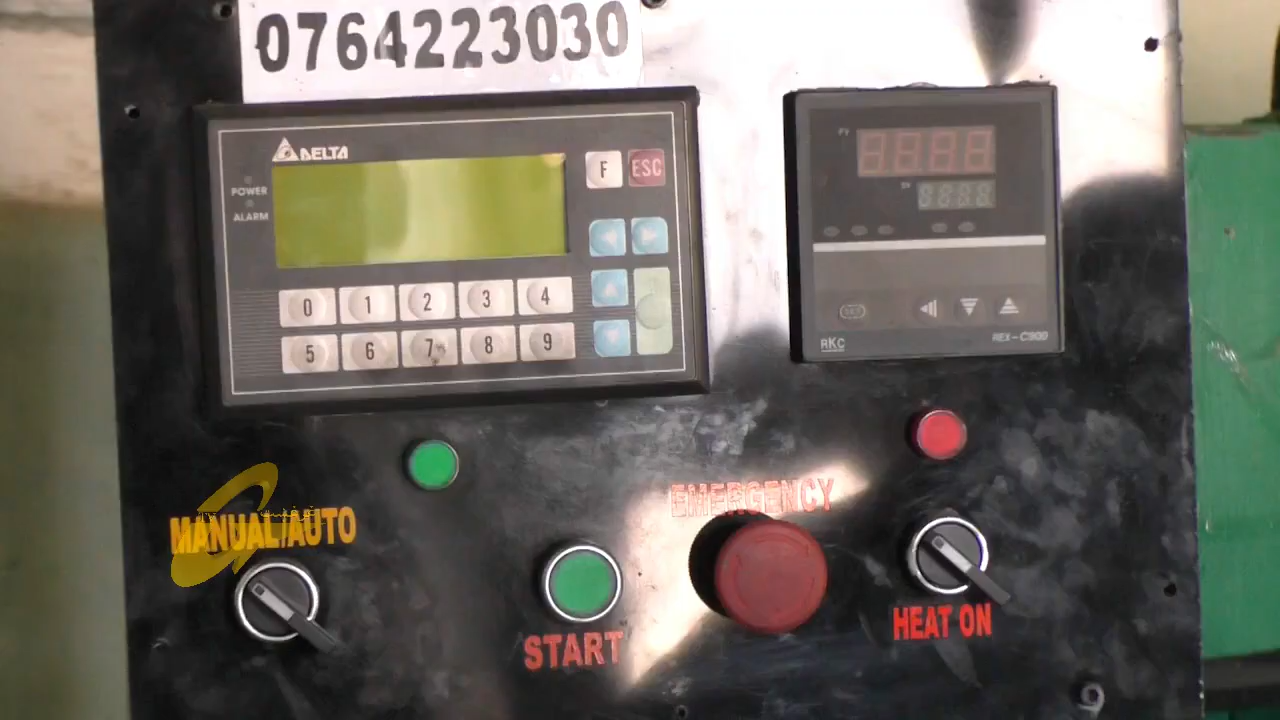 0764223030
DELTA
POWER
ALARM
F
ESC
0 1 2 3 4
5 6 7 8 9
PV
SV
SET
RKC
REX-C900
EMERGENCY
MANUAL/AUTO
START
HEAT ON